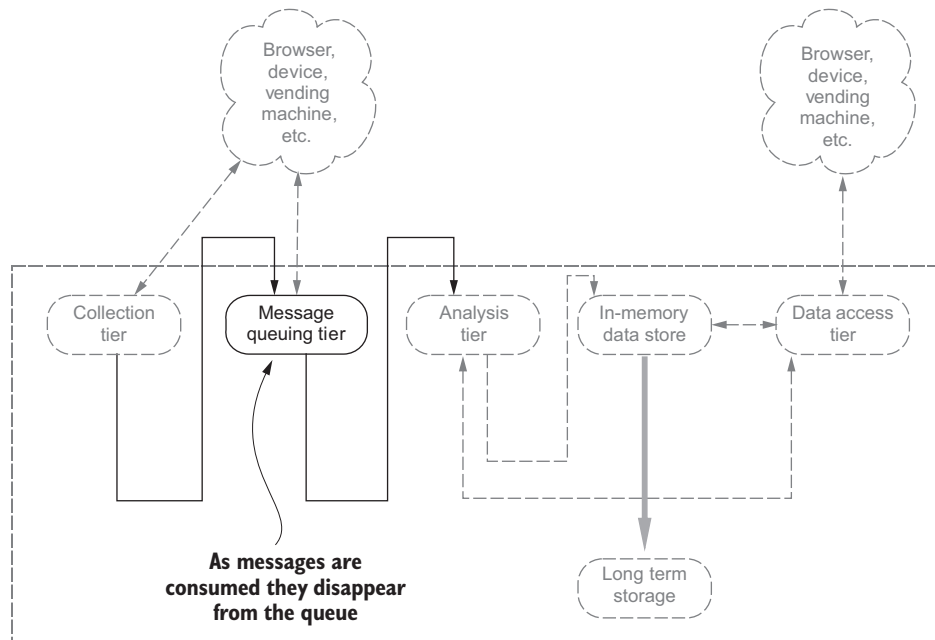 Browser,
device,
vending
machine,
etc.
Browser,
device,
vending
machine,
etc.
Collection
tier
Message
queuing tier
Analysis
tier
In-memory
data store
Data access
tier
As messages are
consumed they disappear
from the queue
Long term
storage